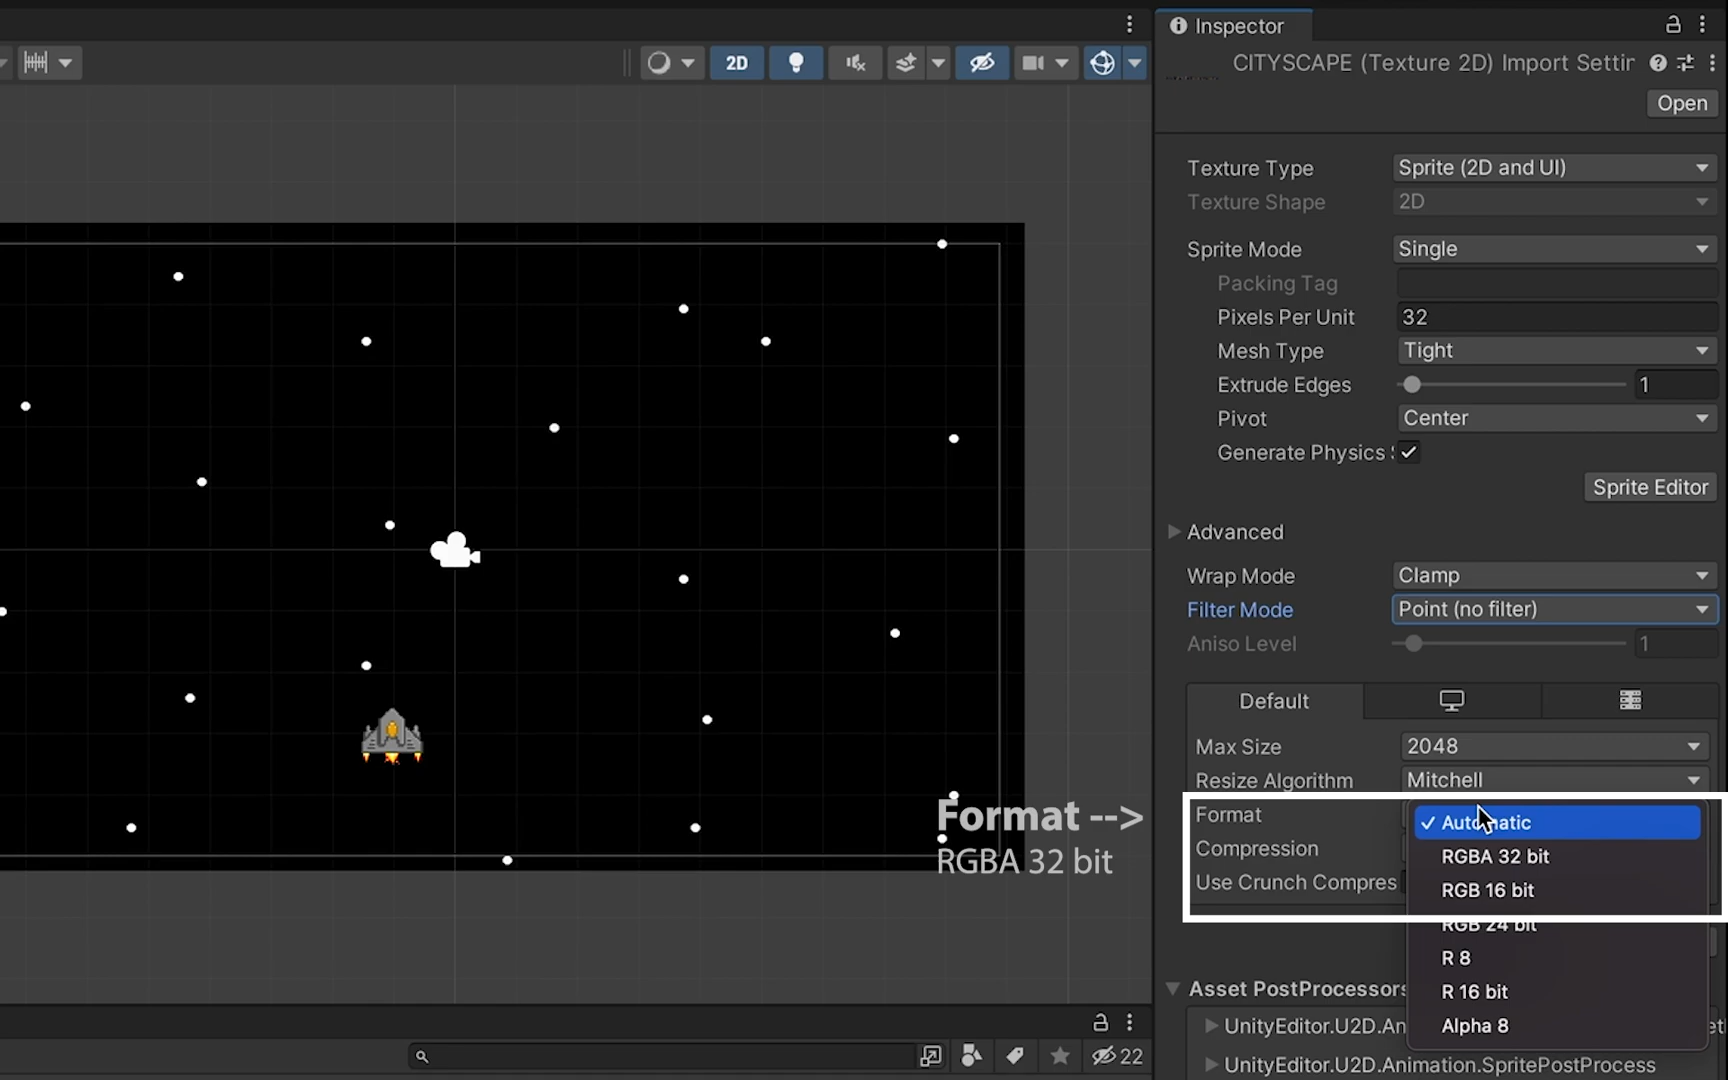 Inspector
2D
CITYSCAPE (Texture 2D) Import Settin
Open
Texture Type
Sprite (2D and UI)
Texture Shape
2D
Sprite Mode
Single
Packing Tag
Pixels Per Unit
32
Mesh Type
Tight
Extrude Edges
1
Pivot
Center
Generate Physics
Sprite Editor
Advanced
Wrap Mode
Clamp
Filter Mode
Point (no filter)
Aniso Level
1
Default
Max Size
2048
Resize Algorithm
Mitchell
Format -->
RGBA 32 bit
Format
Automatic
Compression
RGBA 32 bit
Use Crunch Compres
RGB 16 bit
RGB 24 bit
R 8
Asset PostProcessors
R 16 bit
UnityEditor.U2D.An
Alpha 8
22
UnityEditor.U2D.Animation.SpritePostProcess